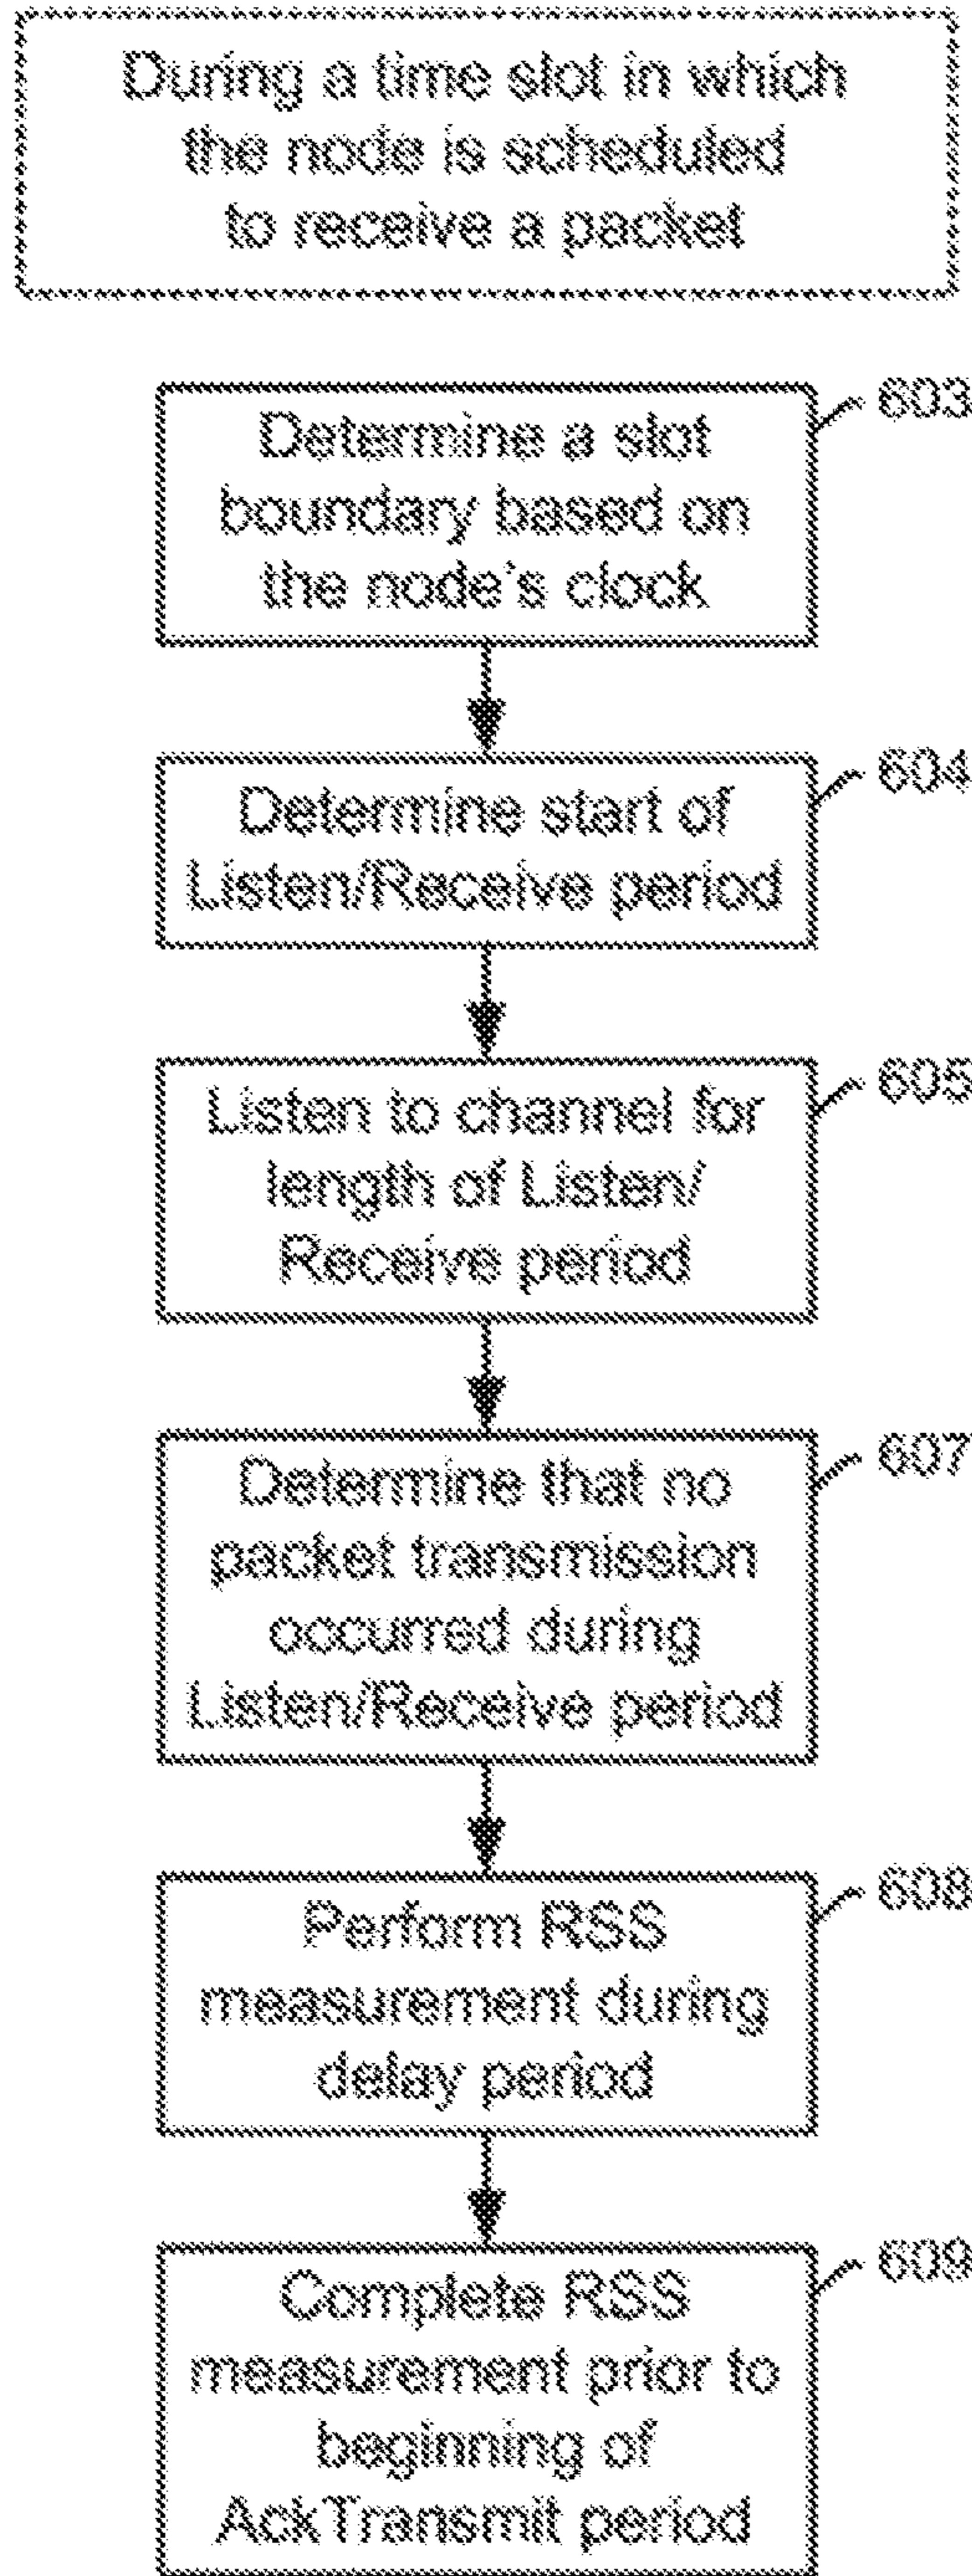 During a time slot in which
the node is scheduled
to receive a packet
603
Determine a slot
boundary based on
the node's clock
604
Determine start of
Listen/Receive period
605
Listen to channel for
length of Listen/
Receive period
607
Determine that no
packet transmission
occurred during
Listen/Receive period
608
Perform RSS
measurement during
delay period
609
Complete RSS
measurement prior to
beginning of
AckTransmit period